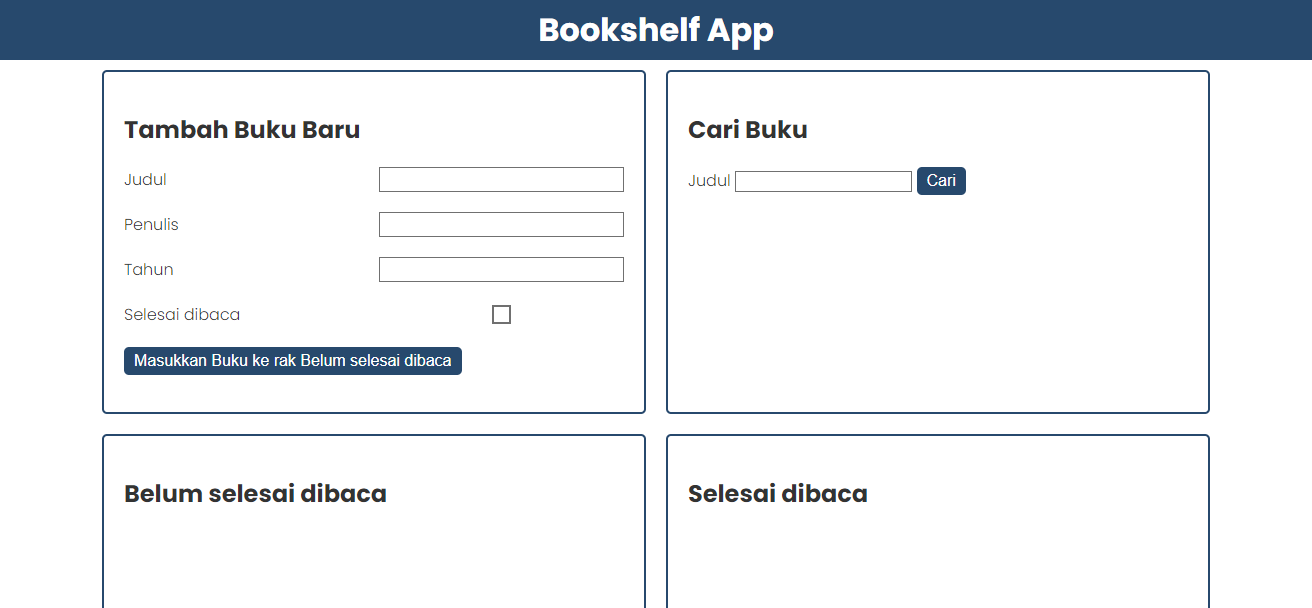 Bookshelf App
Tambah Buku Baru
Judul
Penulis
Tahun
Selesai dibaca
Masukkan Buku ke rak Belum selesai dibaca
Cari Buku
Judul
Cari
Belum selesai dibaca
Selesai dibaca